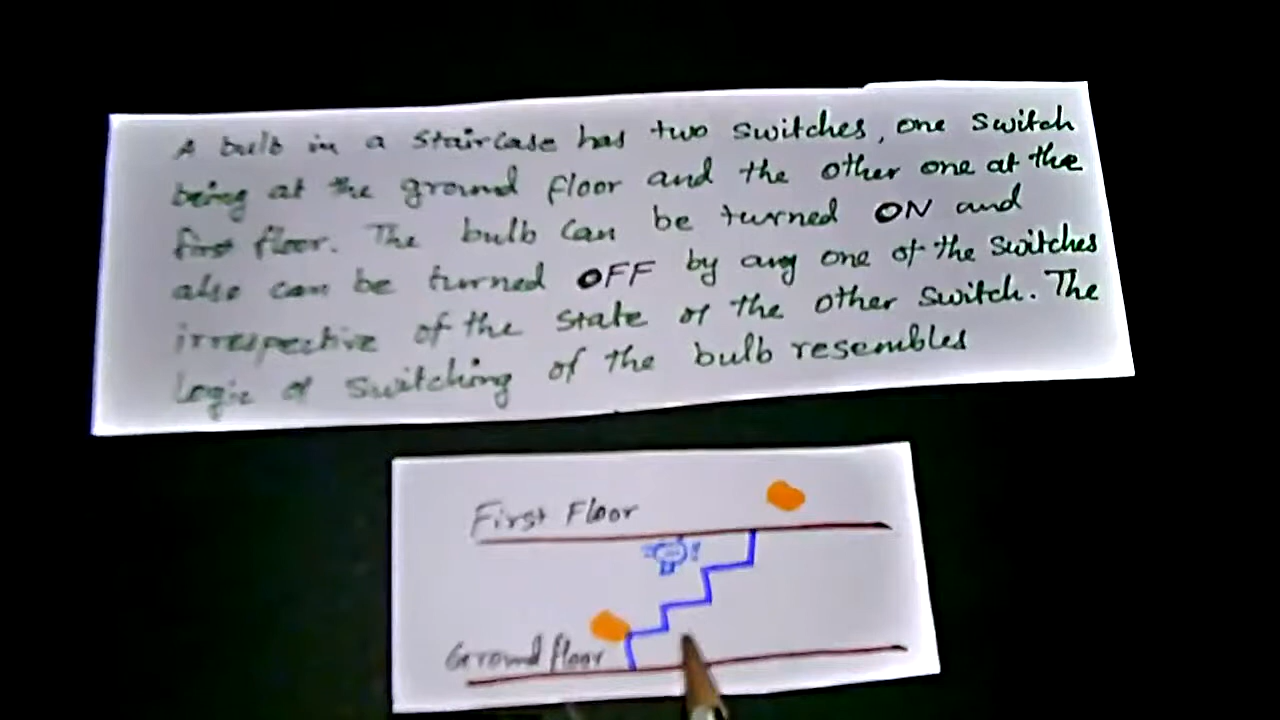 A bulb in a staircase has two switches, one switch
being at the ground floor and the other one at the
first floor. The bulb can be turned ON and
also can be turned OFF by any one of the switches
irrespective of the state of the other switch. The
logic of switching of the bulb resembles
First Floor
Ground floor